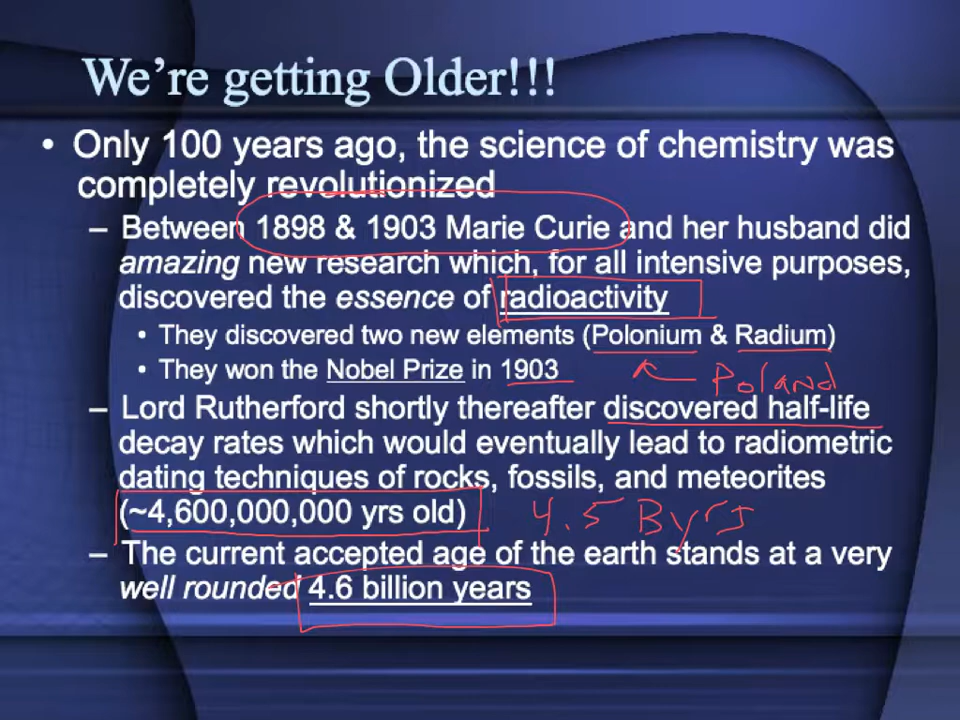 We're getting Older!!!
• Only 100 years ago, the science of chemistry was
completely revolutionized
– Between 1898 & 1903 Marie Curie and her husband did
amazing new research which, for all intensive purposes,
discovered the essence of radioactivity
• They discovered two new elements (Polonium & Radium)
• They won the Nobel Prize in 1903
Poland
– Lord Rutherford shortly thereafter discovered half-life
decay rates which would eventually lead to radiometric
dating techniques of rocks, fossils, and meteorites
(~4,600,000,000 yrs old) 4.5 Byrs
– The current accepted age of the earth stands at a very
well rounded 4.6 billion years